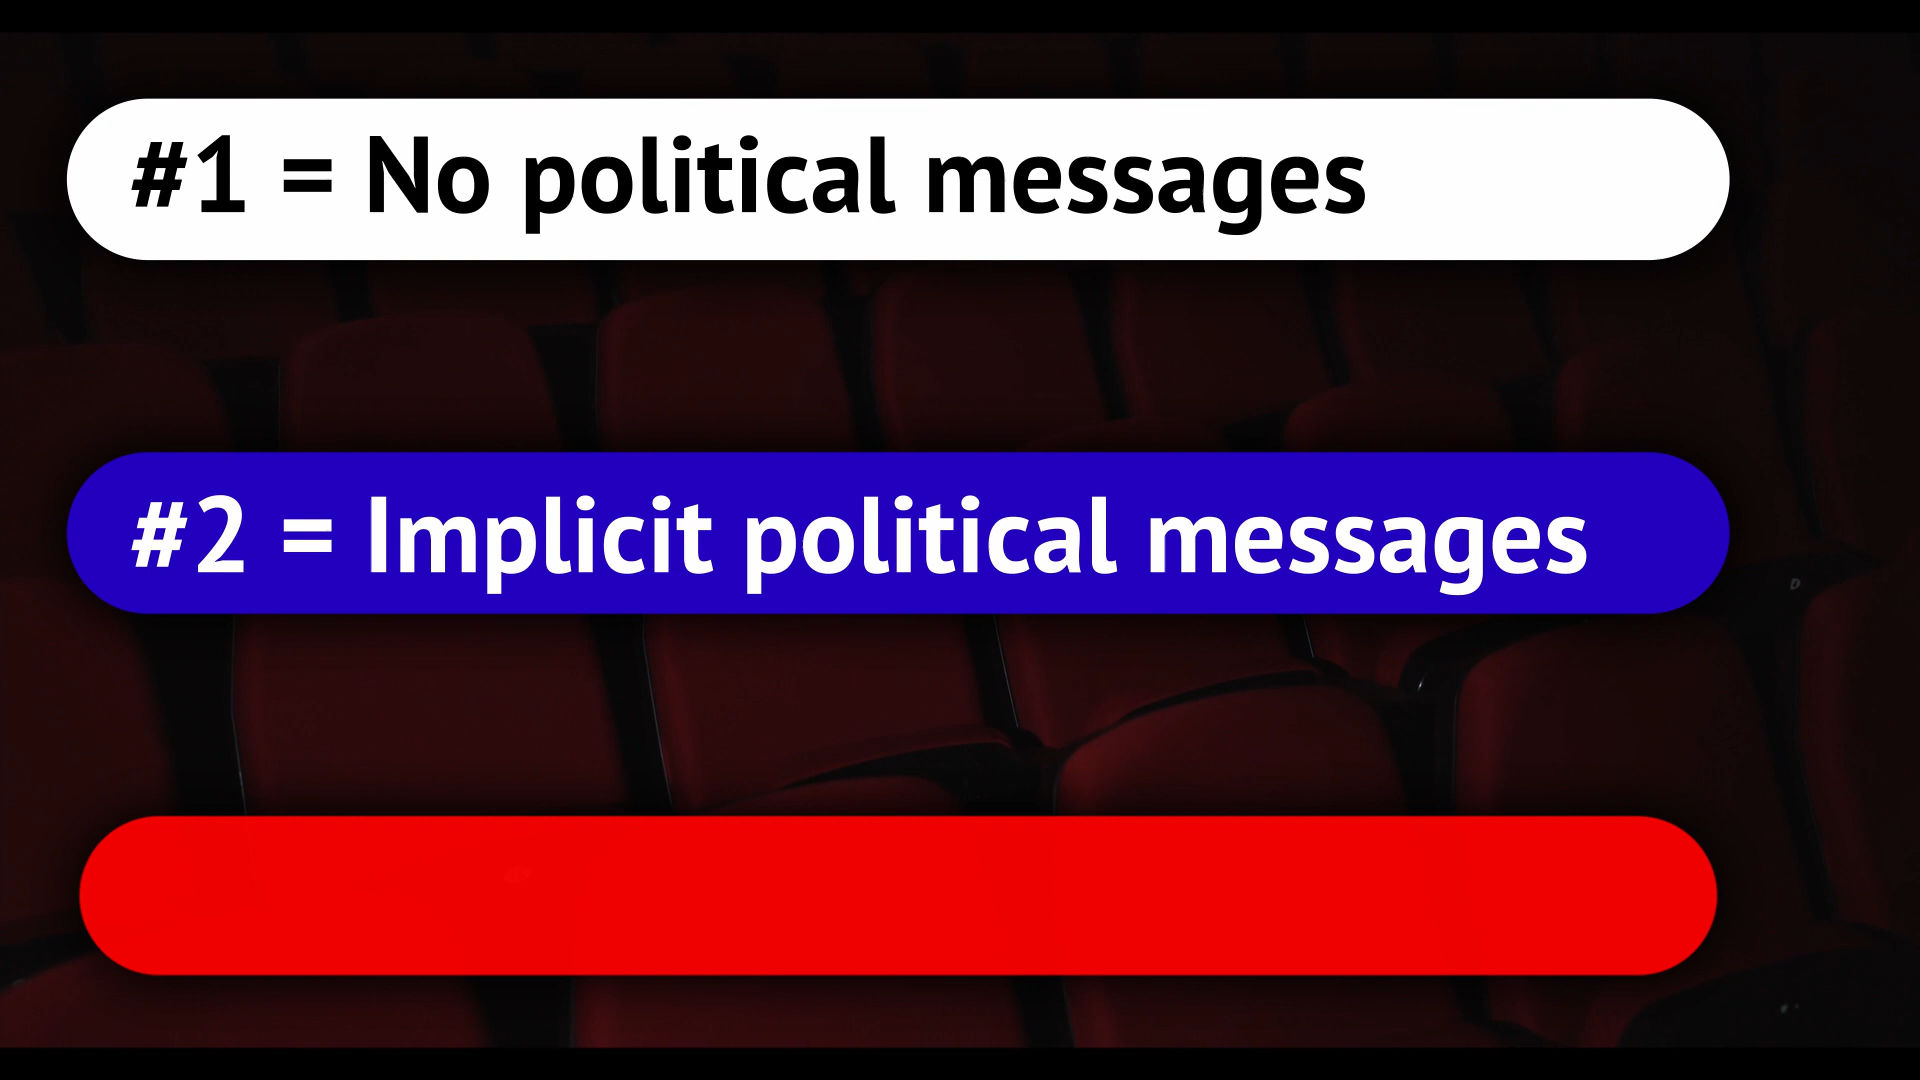 #1 = No political messages
#2 = Implicit political messages